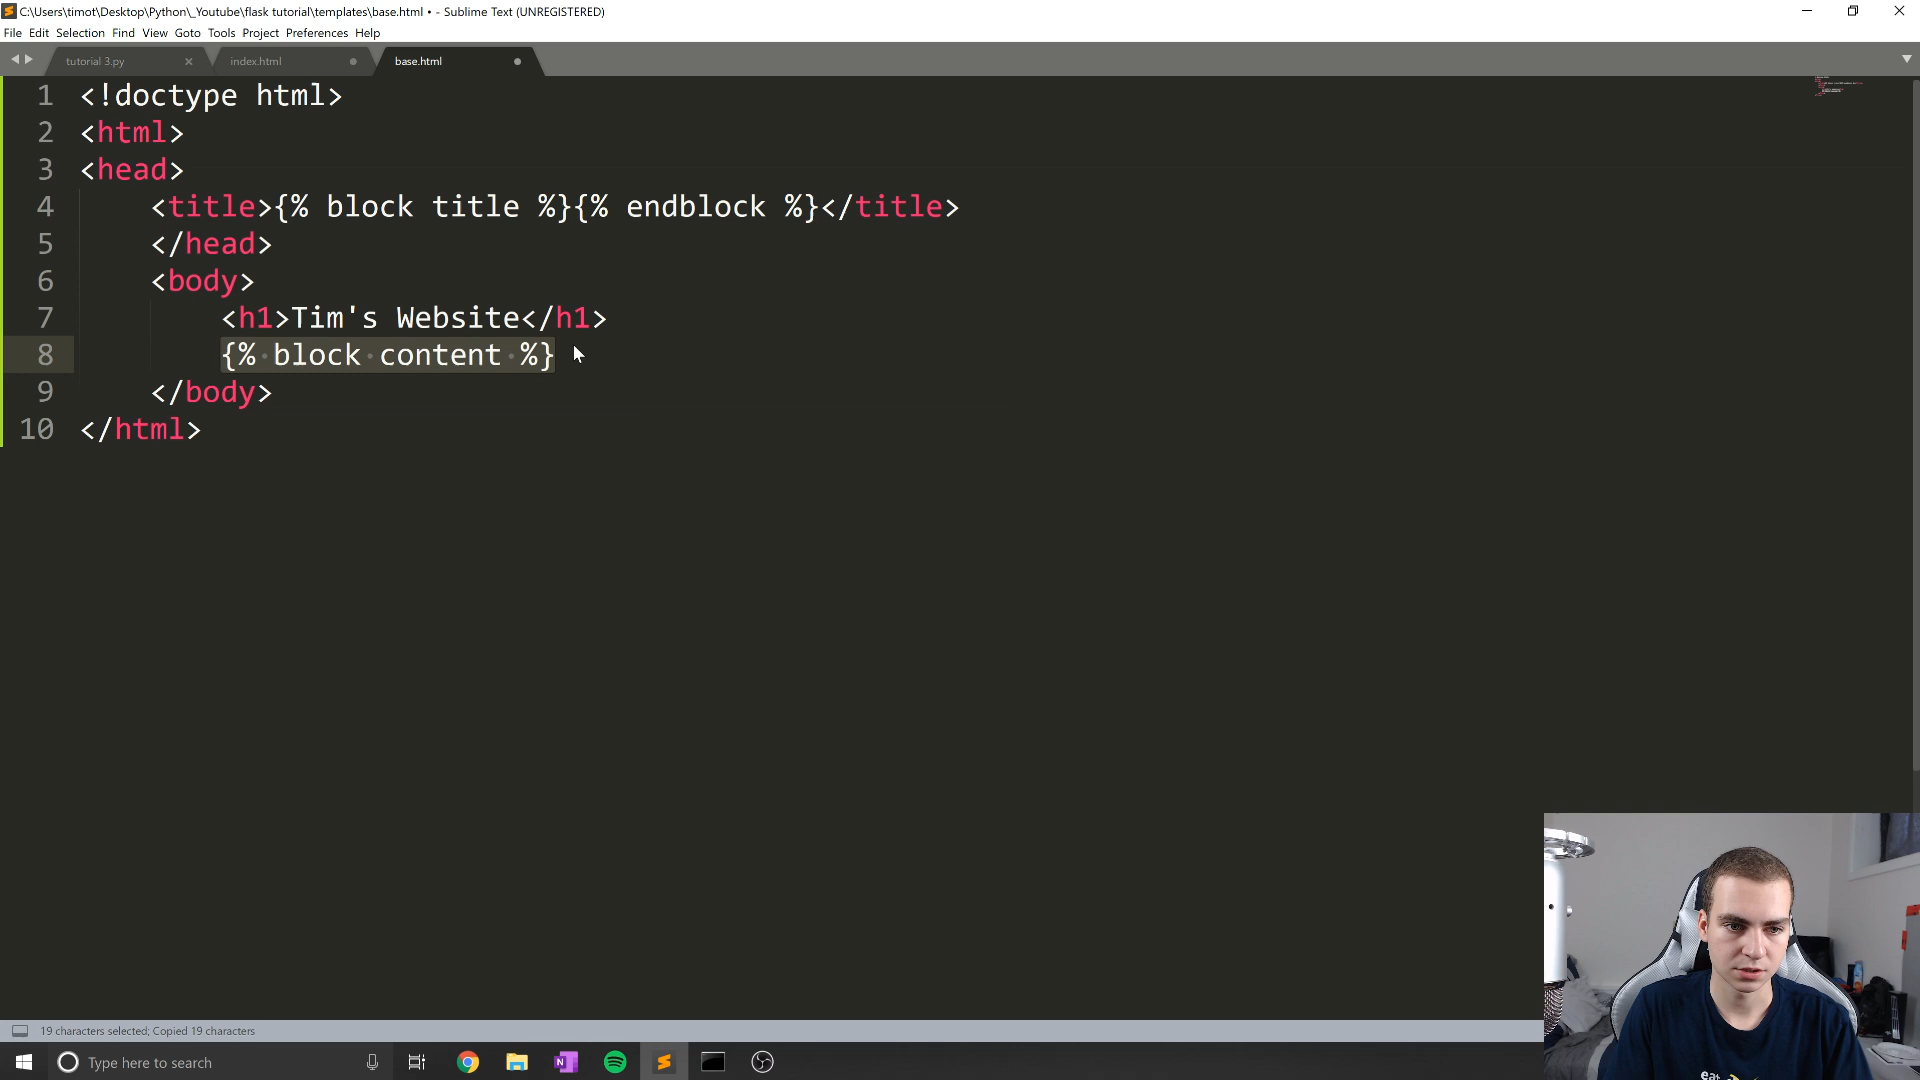 C:\Users\timot\Desktop\Python\_Youtube\flask tutorial\templates\base.html • - Sublime Text (UNREGISTERED)
File Edit Selection Find View Goto Tools Project Preferences Help
tutorial 3.py
index.html
base.html
1 <!doctype html>
2 <html>
3 <head>
4 <title>{% block title %}{% endblock %}</title>
5 </head>
6 <body>
7 <h1>Tim's Website</h1>
8 {% block content %}
9 </body>
10 </html>
19 characters selected; Copied 19 characters
Type here to search
eat